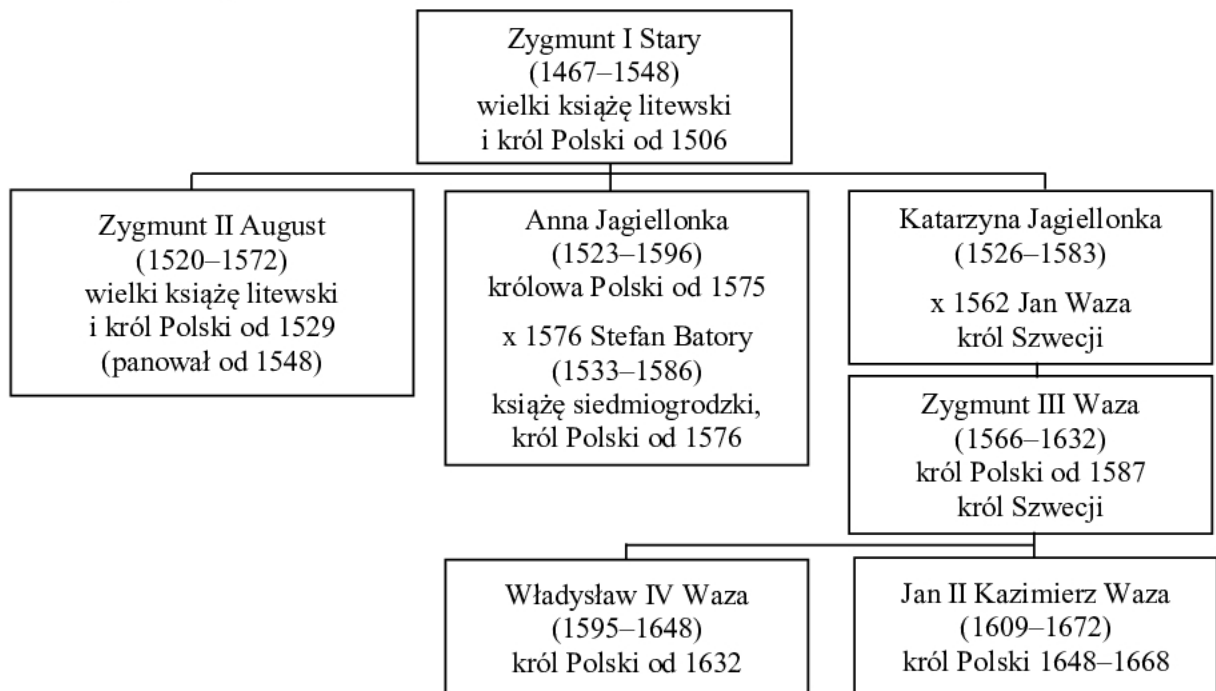 Zygmunt I Stary
(1467–1548)
wielki książę litewski
i król Polski od 1506
Zygmunt II August
(1520–1572)
wielki książę litewski
i król Polski od 1529
(panował od 1548)
Anna Jagiellonka
(1523–1596)
królowa Polski od 1575
x 1576 Stefan Batory
(1533–1586)
książę siedmiogrodzki,
król Polski od 1576
Katarzyna Jagiellonka
(1526–1583)
x 1562 Jan Waza
król Szwecji
Zygmunt III Waza
(1566–1632)
król Polski od 1587
król Szwecji
Władysław IV Waza
(1595–1648)
król Polski od 1632
Jan II Kazimierz Waza
(1609–1672)
król Polski 1648–1668